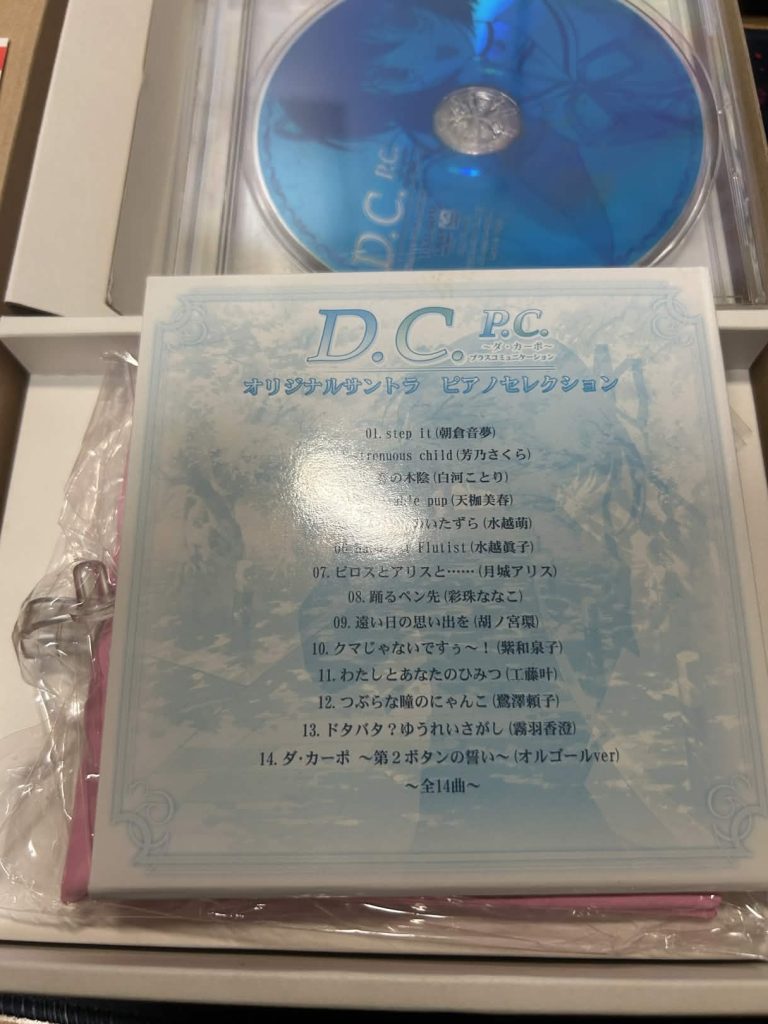 D.C.
P.C.
D.C. P.C.
～ダ・カーポ～
プラスコミュニケーション
オリジナルサントラ ピアノセレクション
01.step it(朝倉音夢)
trenuous child(芳乃さくら)
の木陰(白河ことり)
able pup(天枷美春)
のいたずら(水越萌)
Flutist(水越眞子)
07.ピロスとアリスと……(月城アリス)
08.踊るペン先(彩珠ななこ)
09.遠い日の思い出を(胡ノ宮環)
10.クマじゃないですぅ～!(紫和泉子)
11.わたしとあなたのひみつ(工藤叶)
12.つぶらな瞳のにゃんこ(鷺澤頼子)
13.ドタバタ?ゆうれいさがし(霧羽香澄)
14.ダ・カーポ ～第2ボタンの誓い～(オルゴールver)
～全14曲～